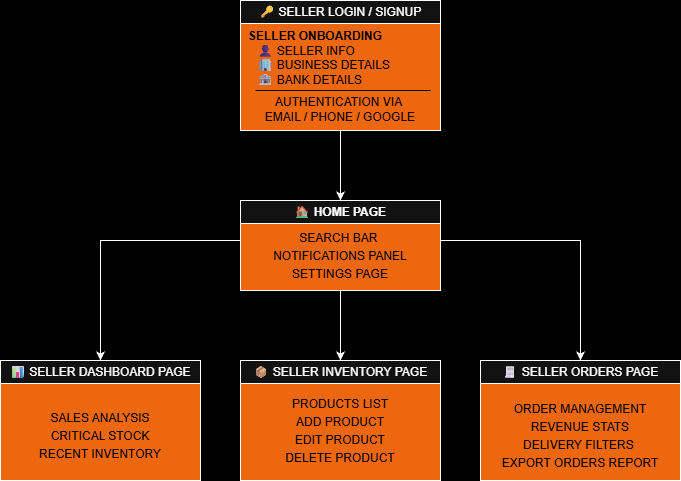 🔑 SELLER LOGIN / SIGNUP
SELLER ONBOARDING
👤 SELLER INFO
🏢 BUSINESS DETAILS
🏦 BANK DETAILS
AUTHENTICATION VIA
EMAIL / PHONE / GOOGLE
🏠 HOME PAGE
SEARCH BAR
NOTIFICATIONS PANEL
SETTINGS PAGE
📊 SELLER DASHBOARD PAGE
SALES ANALYSIS
CRITICAL STOCK
RECENT INVENTORY
📦 SELLER INVENTORY PAGE
PRODUCTS LIST
ADD PRODUCT
EDIT PRODUCT
DELETE PRODUCT
🧾 SELLER ORDERS PAGE
ORDER MANAGEMENT
REVENUE STATS
DELIVERY FILTERS
EXPORT ORDERS REPORT